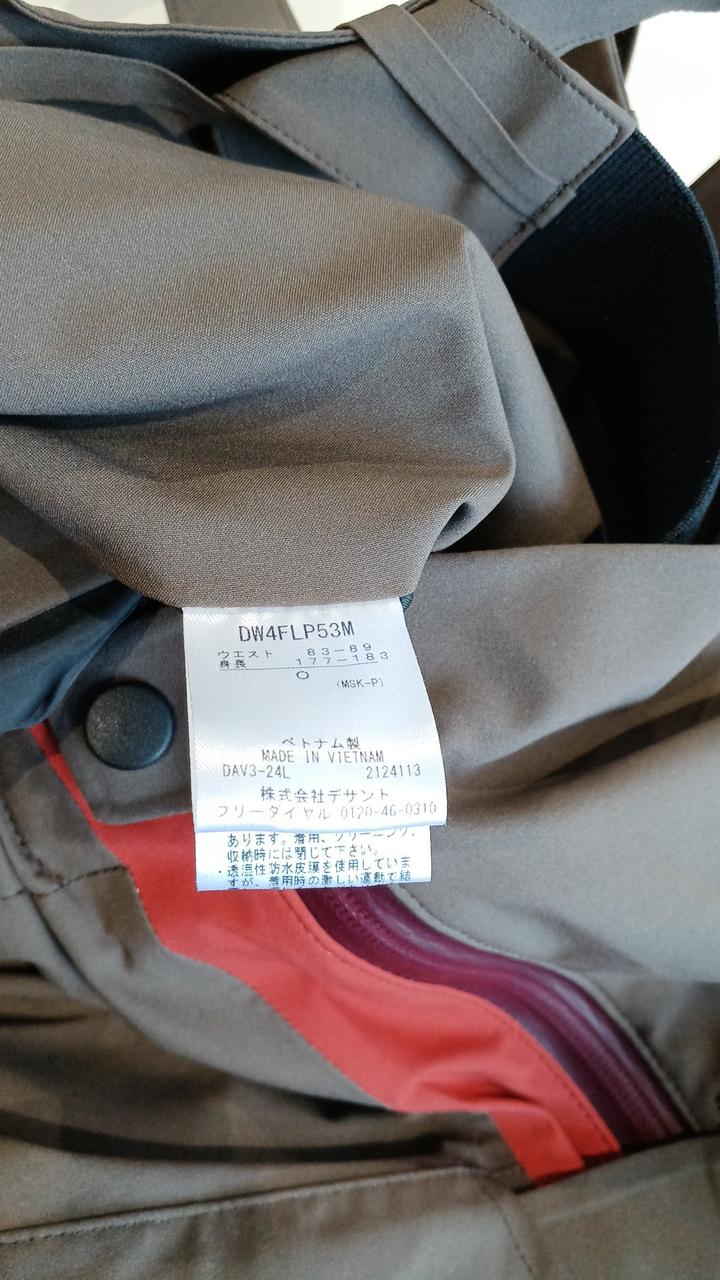 DW4FLP53M
ウエスト 83-89
身長 177-183
O
(MSK-P)
ベトナム製
MADE IN VIETNAM
DAV3-24L 2124113
株式会社デサント
フリーダイヤル 0120-46-0310
あります。着用、クリーニング、
収納時には閉じて下さい。
・透湿性防水皮膜を使用していま
すが、着用時の激しい運動で結